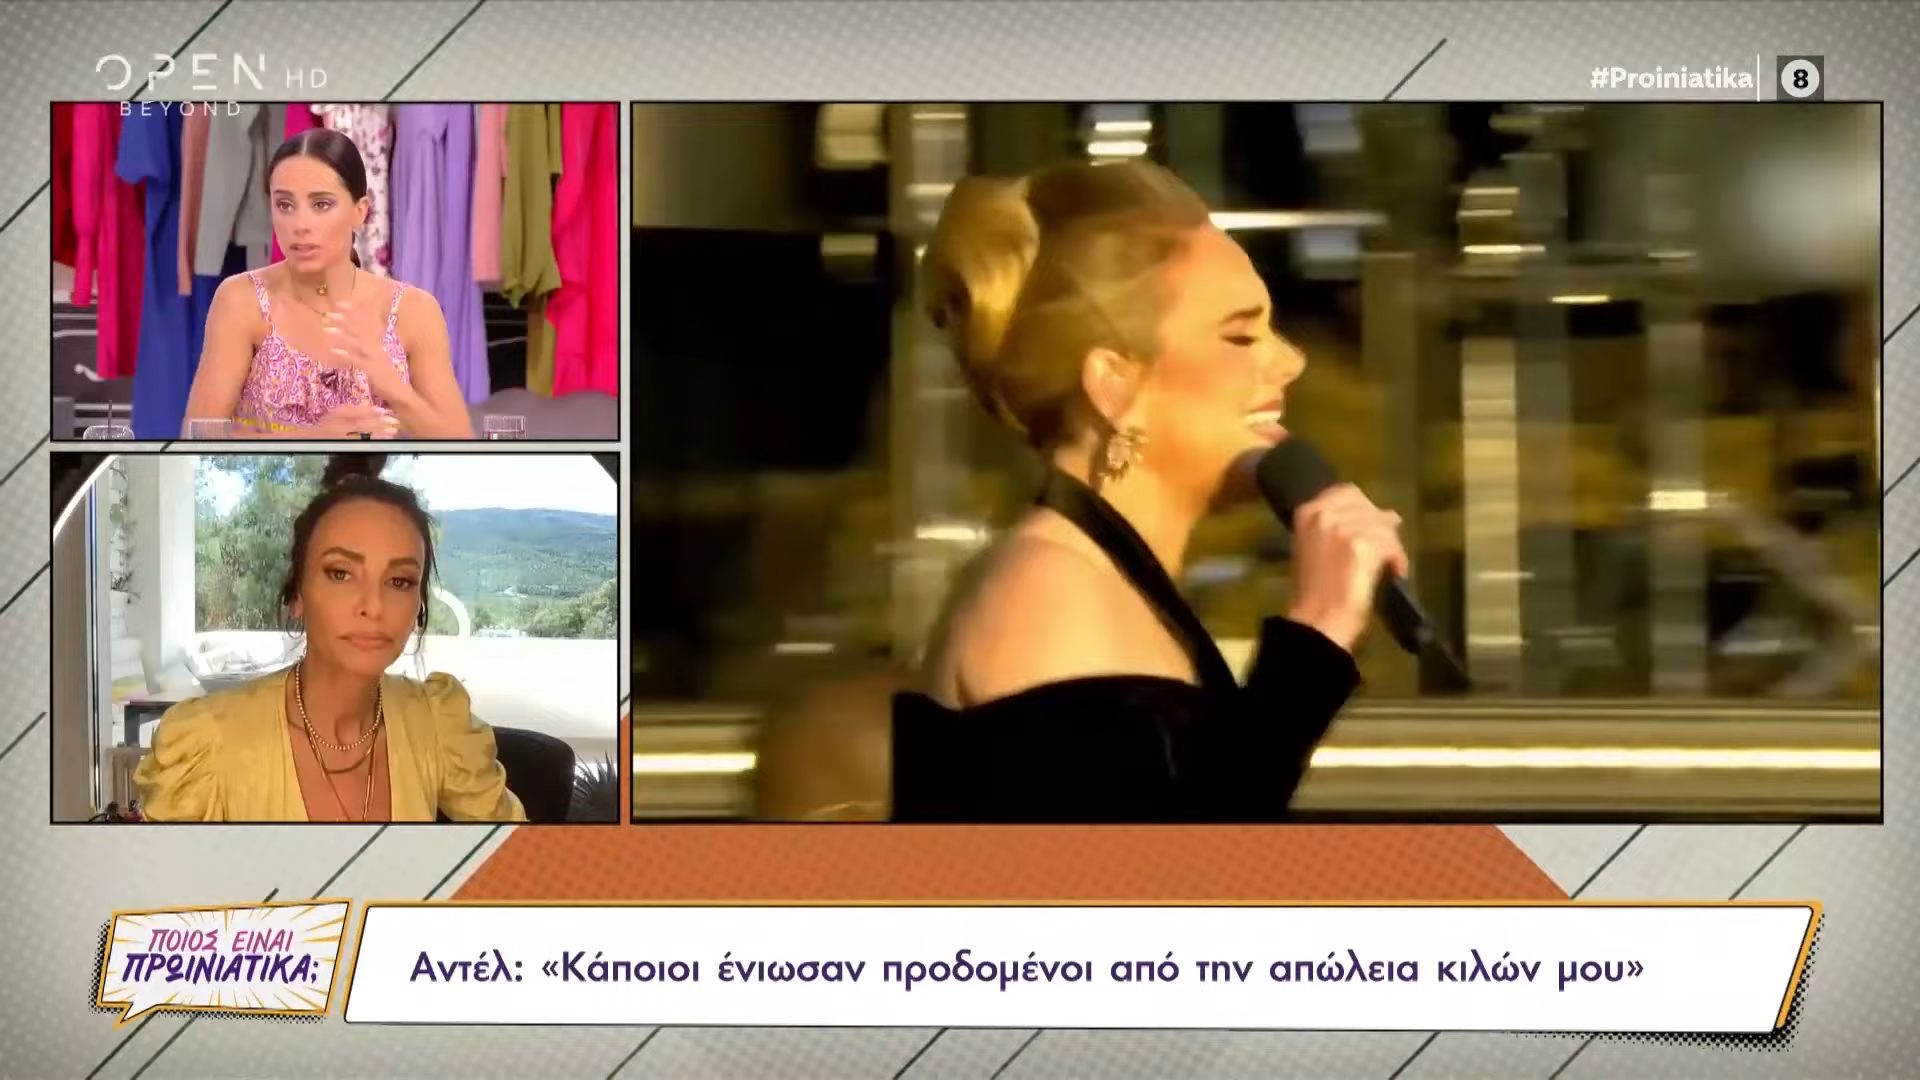 OPEN HD
BEYOND
#Proiniatika
8
ΠΟΙΟΣ ΕΙΝΑΙ
ΠΡΩΙΝΙΑΤΙΚΑ;
Αντέλ: «Κάποιοι ένιωσαν προδομένοι από την απώλεια κιλών μου»